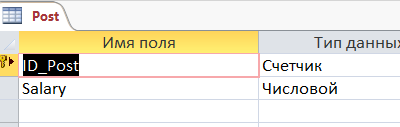 Post
Имя поля Тип данных
ID_Post Счетчик
Salary Числовой